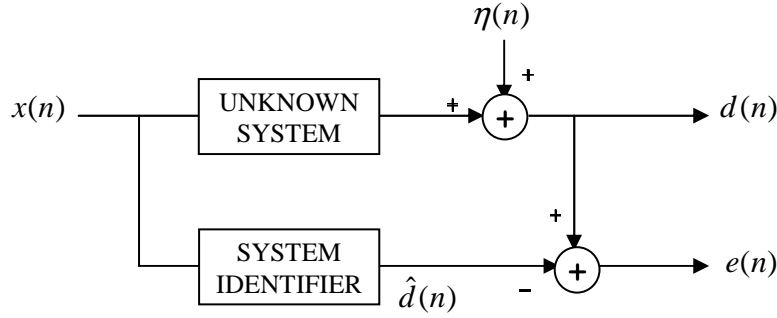 η(n)
+
x(n)
UNKNOWN
SYSTEM
+
+
d(n)
+
SYSTEM
IDENTIFIER
d̂(n)
−
+
e(n)